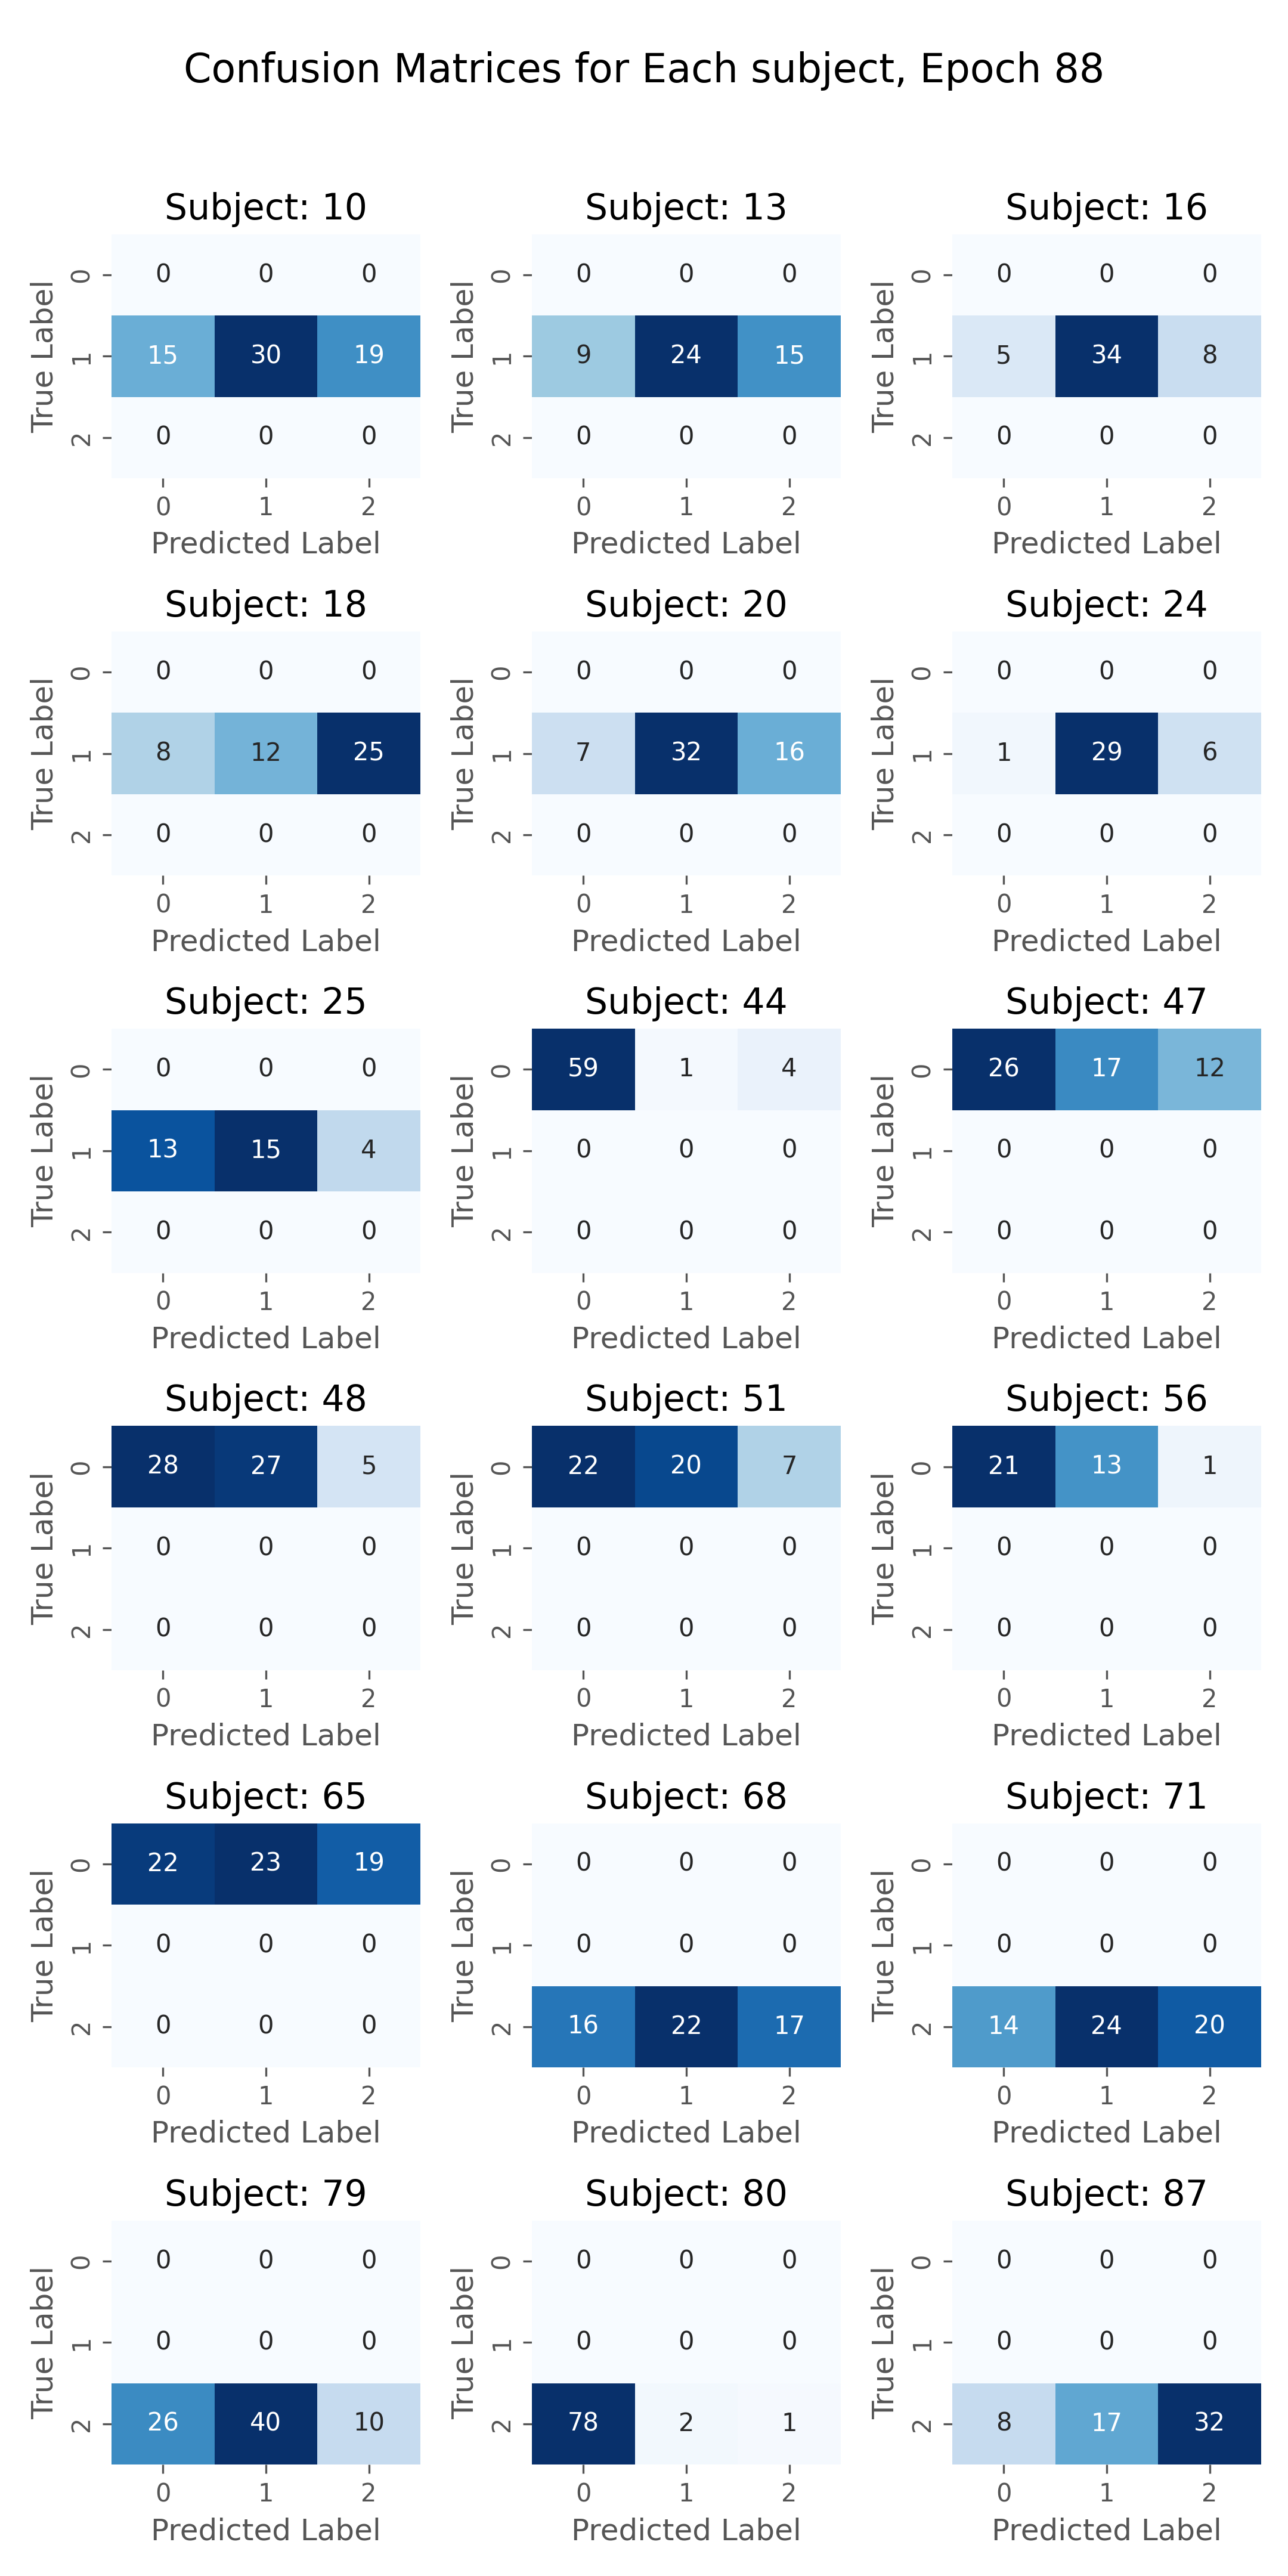 Confusion Matrices for Each subject, Epoch 88
Subject: 10
True Label
0 0 0 0
1 15 30 19
2 0 0 0
0 1 2
Predicted Label
Subject: 13
True Label
0 0 0 0
1 9 24 15
2 0 0 0
0 1 2
Predicted Label
Subject: 16
True Label
0 0 0 0
1 5 34 8
2 0 0 0
0 1 2
Predicted Label
Subject: 18
True Label
0 0 0 0
1 8 12 25
2 0 0 0
0 1 2
Predicted Label
Subject: 20
True Label
0 0 0 0
1 7 32 16
2 0 0 0
0 1 2
Predicted Label
Subject: 24
True Label
0 0 0 0
1 1 29 6
2 0 0 0
0 1 2
Predicted Label
Subject: 25
True Label
0 0 0 0
1 13 15 4
2 0 0 0
0 1 2
Predicted Label
Subject: 44
True Label
0 59 1 4
1 0 0 0
2 0 0 0
0 1 2
Predicted Label
Subject: 47
True Label
0 26 17 12
1 0 0 0
2 0 0 0
0 1 2
Predicted Label
Subject: 48
True Label
0 28 27 5
1 0 0 0
2 0 0 0
0 1 2
Predicted Label
Subject: 51
True Label
0 22 20 7
1 0 0 0
2 0 0 0
0 1 2
Predicted Label
Subject: 56
True Label
0 21 13 1
1 0 0 0
2 0 0 0
0 1 2
Predicted Label
Subject: 65
True Label
0 22 23 19
1 0 0 0
2 0 0 0
0 1 2
Predicted Label
Subject: 68
True Label
0 0 0 0
1 0 0 0
2 16 22 17
0 1 2
Predicted Label
Subject: 71
True Label
0 0 0 0
1 0 0 0
2 14 24 20
0 1 2
Predicted Label
Subject: 79
True Label
0 0 0 0
1 0 0 0
2 26 40 10
0 1 2
Predicted Label
Subject: 80
True Label
0 0 0 0
1 0 0 0
2 78 2 1
0 1 2
Predicted Label
Subject: 87
True Label
0 0 0 0
1 0 0 0
2 8 17 32
0 1 2
Predicted Label